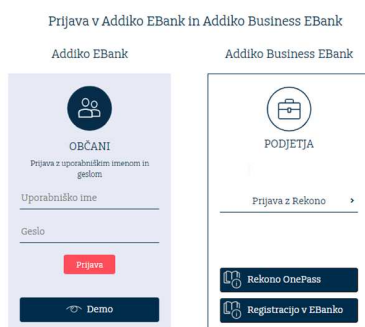 Prijava v Addiko EBank in Addiko Business EBank
Addiko EBank
OBČANI
Prijava z uporabniškim imenom in
geslom
Uporabniško ime
Geslo
Prijava
Demo
Addiko Business EBank
PODJETJA
Prijava z Rekono
Rekono OnePass
Registracijo v EBanko